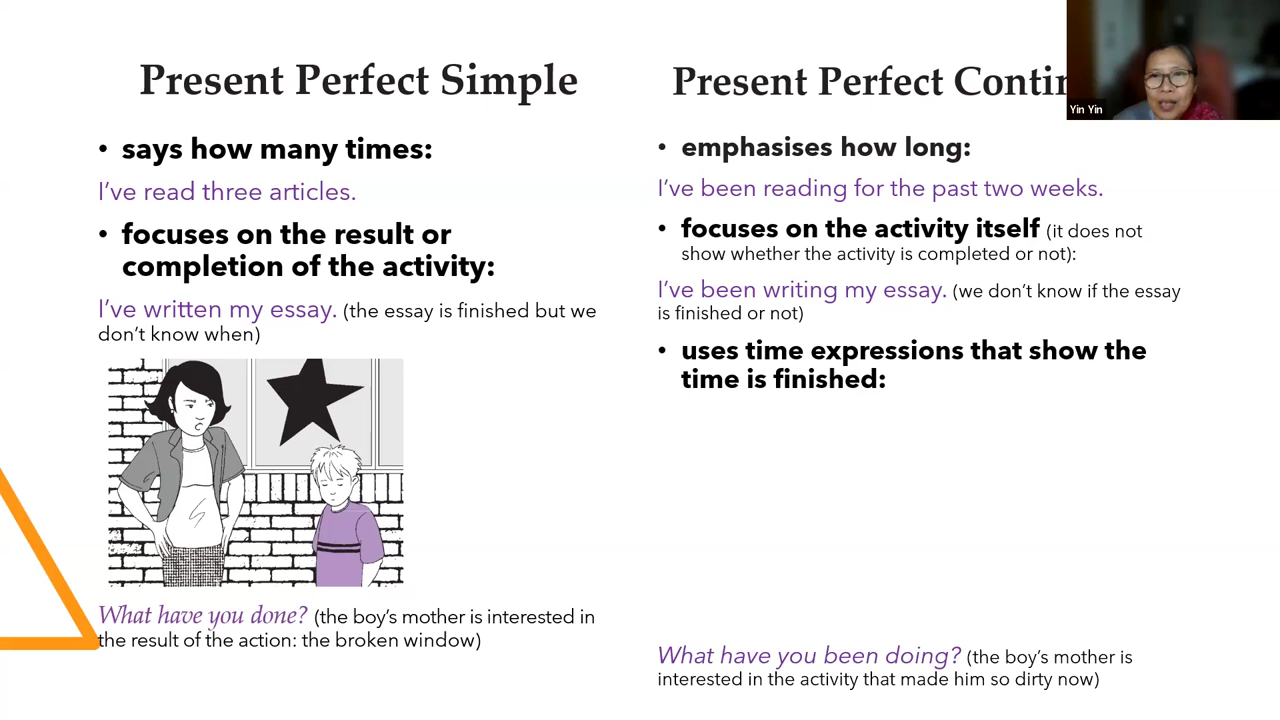 Present Perfect Simple
• says how many times:
I've read three articles.
• focuses on the result or
completion of the activity:
I've written my essay. (the essay is finished but we
don't know when)
What have you done? (the boy's mother is interested in
the result of the action: the broken window)
Present Perfect Contin
• emphasises how long:
I've been reading for the past two weeks.
• focuses on the activity itself (it does not
show whether the activity is completed or not):
I've been writing my essay. (we don't know if the essay
is finished or not)
• uses time expressions that show the
time is finished:
What have you been doing? (the boy's mother is
interested in the activity that made him so dirty now)
Yin Yin